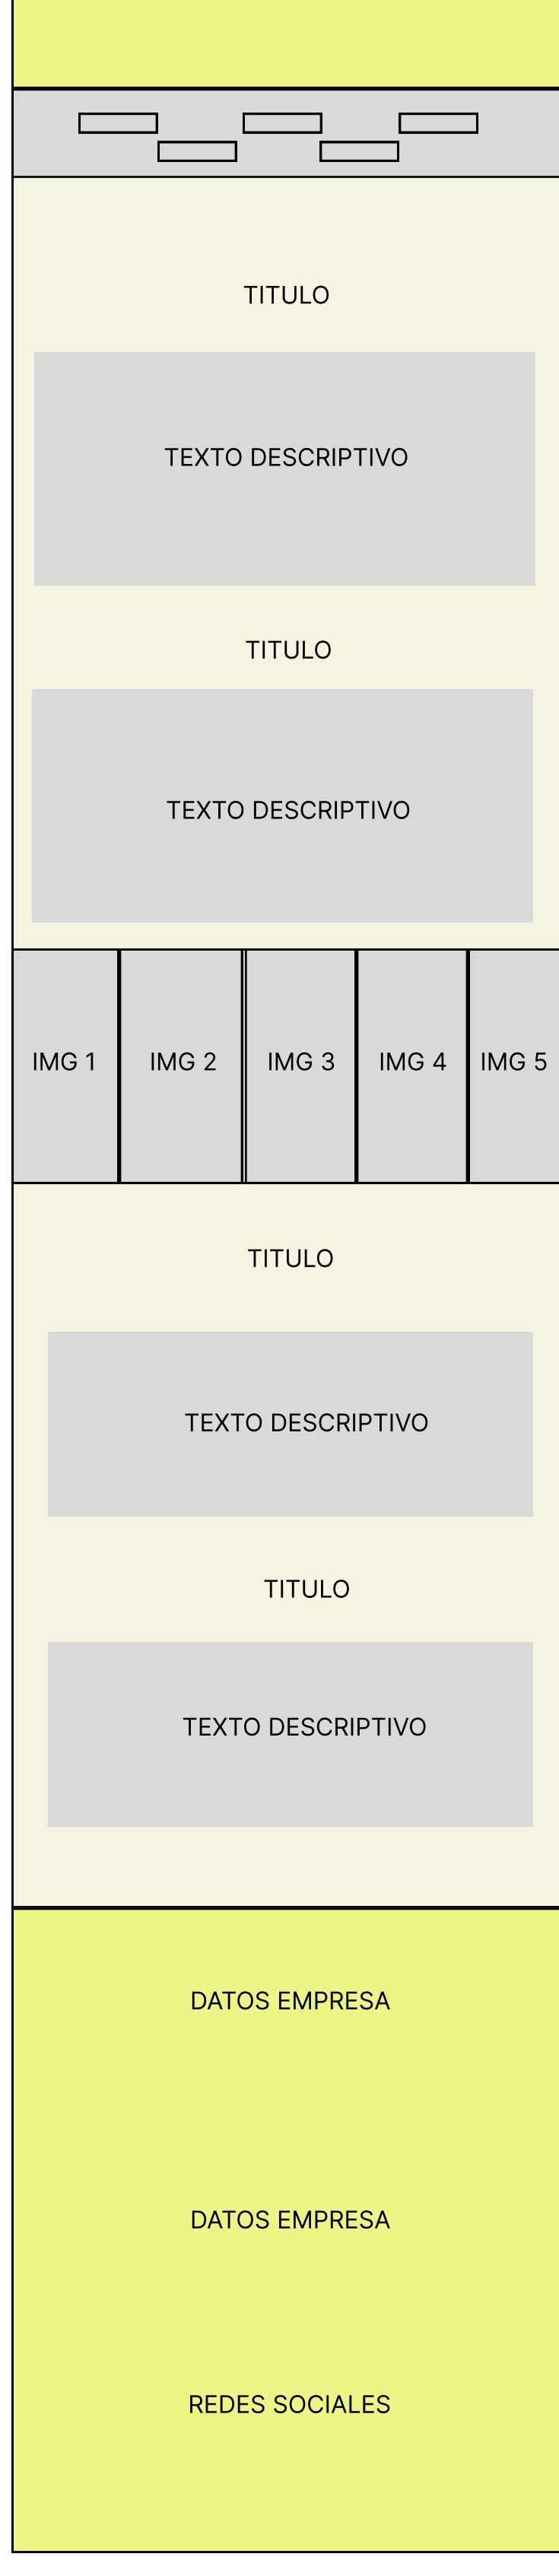 TITULO
TEXTO DESCRIPTIVO
TITULO
TEXTO DESCRIPTIVO
IMG 1
IMG 2
IMG 3
IMG 4
IMG 5
TITULO
TEXTO DESCRIPTIVO
TITULO
TEXTO DESCRIPTIVO
DATOS EMPRESA
DATOS EMPRESA
REDES SOCIALES